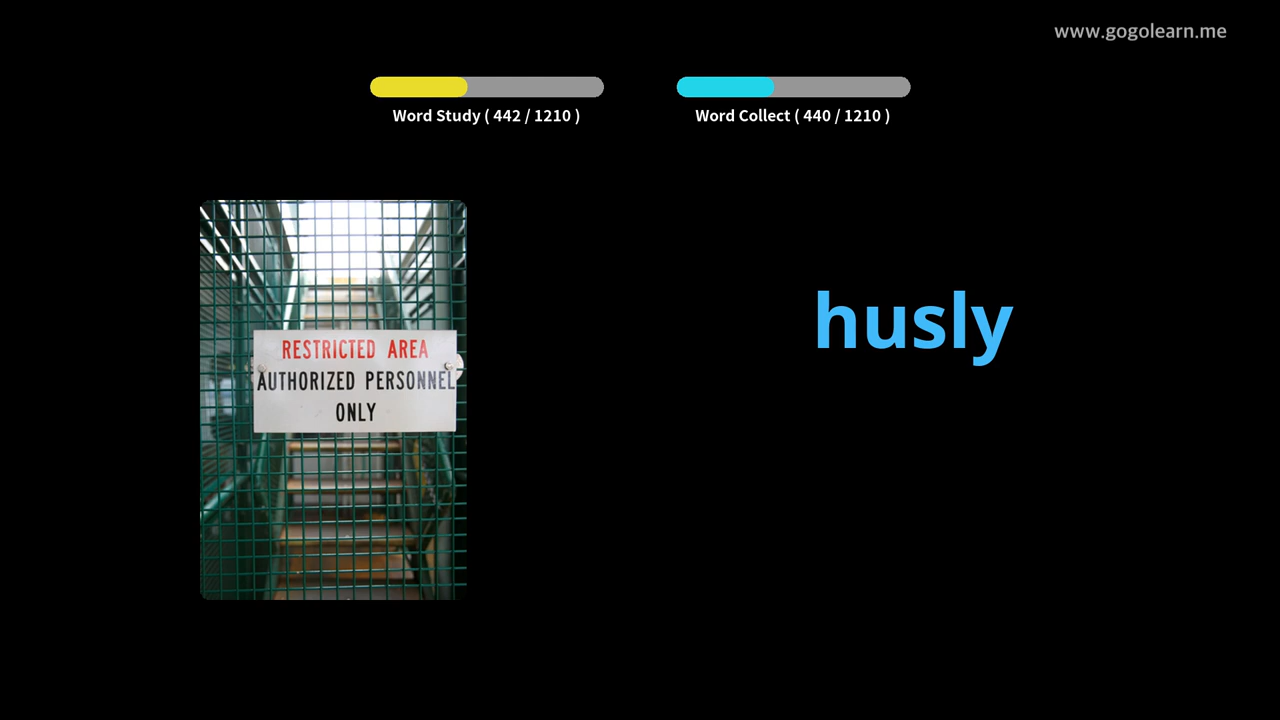 www.gogolearn.me
Word Study ( 442 / 1210 )
Word Collect ( 440 / 1210 )
RESTRICTED AREA
AUTHORIZED PERSONNEL
ONLY
husly